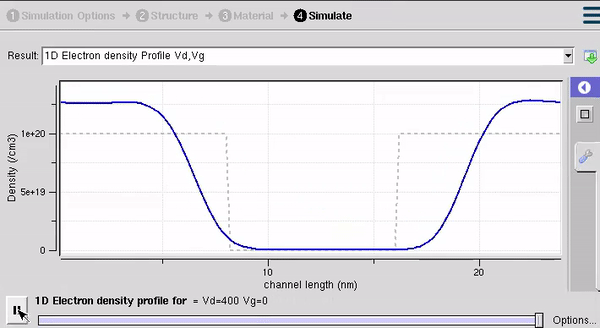 1 Simulation Options → 2 Structure → 3 Material → 4 Simulate
Result: 1D Electron density Profile Vd,Vg
Density (/cm3)
1e+20
5e+19
0
10 20
channel length (nm)
1D Electron density profile for = Vd=400 Vg=0
Options...